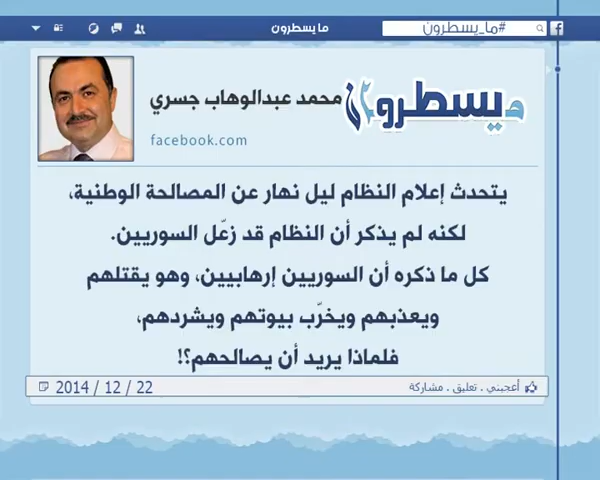 ما يسطرون
#ما_يسطرون
ما يسطرون
محمد عبدالوهاب جسري
facebook.com
يتحدث إعلام النظام ليل نهار عن المصالحة الوطنية،
لكنه لم يذكر أن النظام قد زعّل السوريين.
كل ما ذكره أن السوريين إرهابيين، وهو يقتلهم
ويعذبهم ويخرّب بيوتهم ويشردهم،
فلماذا يريد أن يصالحهم؟!
أعجبني . تعليق . مشاركة
2014 / 12 / 22